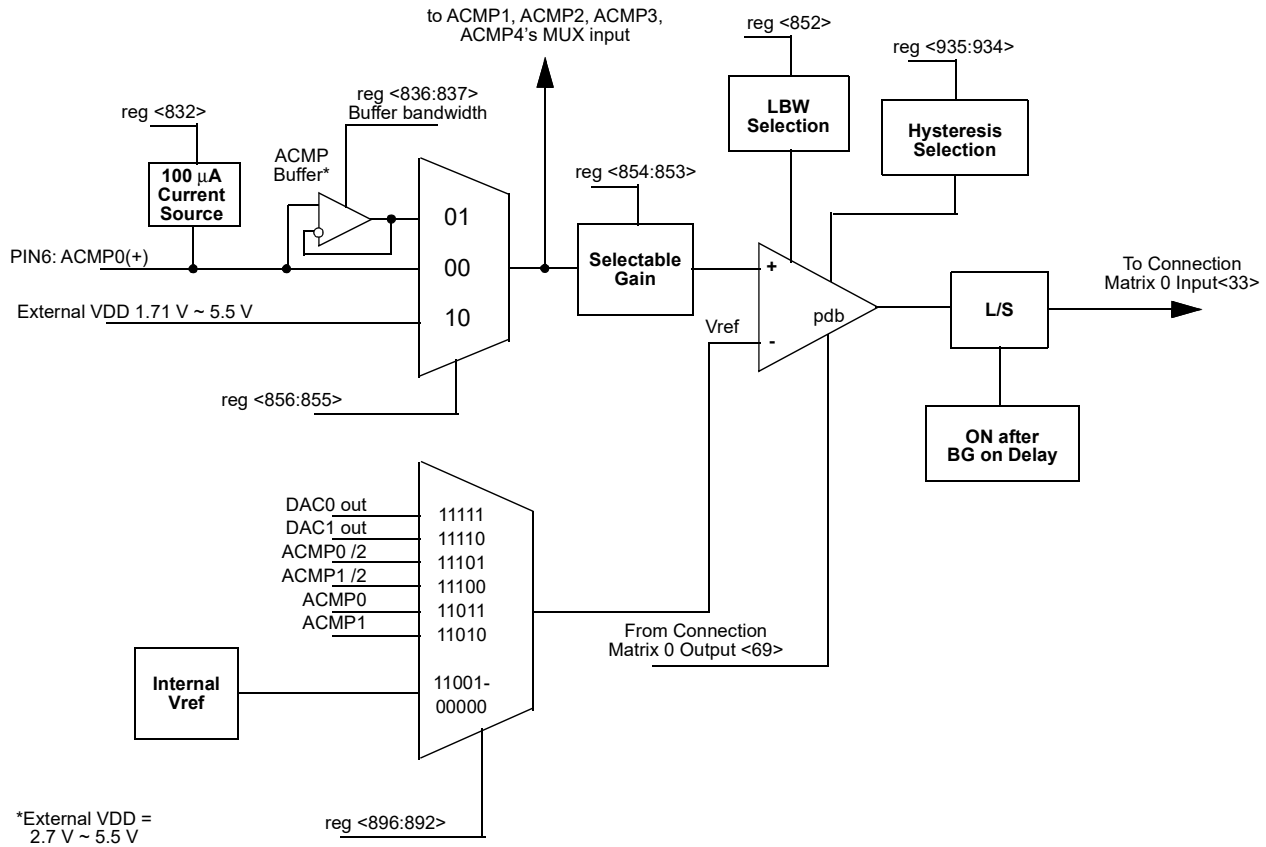 to ACMP1, ACMP2, ACMP3,
ACMP4's MUX input
reg <852>
reg <935:934>
reg <836:837>
Buffer bandwidth
reg <832>
LBW
Selection
Hysteresis
Selection
ACMP
Buffer*
100 μA
Current
Source
reg <854:853>
01
PIN6: ACMP0(+)
00
Selectable
Gain
+
To Connection
Matrix 0 Input<33>
External VDD 1.71 V ~ 5.5 V
10
Vref
pdb
-
L/S
reg <856:855>
ON after
BG on Delay
DAC0 out
11111
DAC1 out
11110
ACMP0 /2
11101
ACMP1 /2
11100
ACMP0
11011
ACMP1
11010
From Connection
Matrix 0 Output <69>
Internal
Vref
11001-
00000
*External VDD =
2.7 V ~ 5.5 V
reg <896:892>